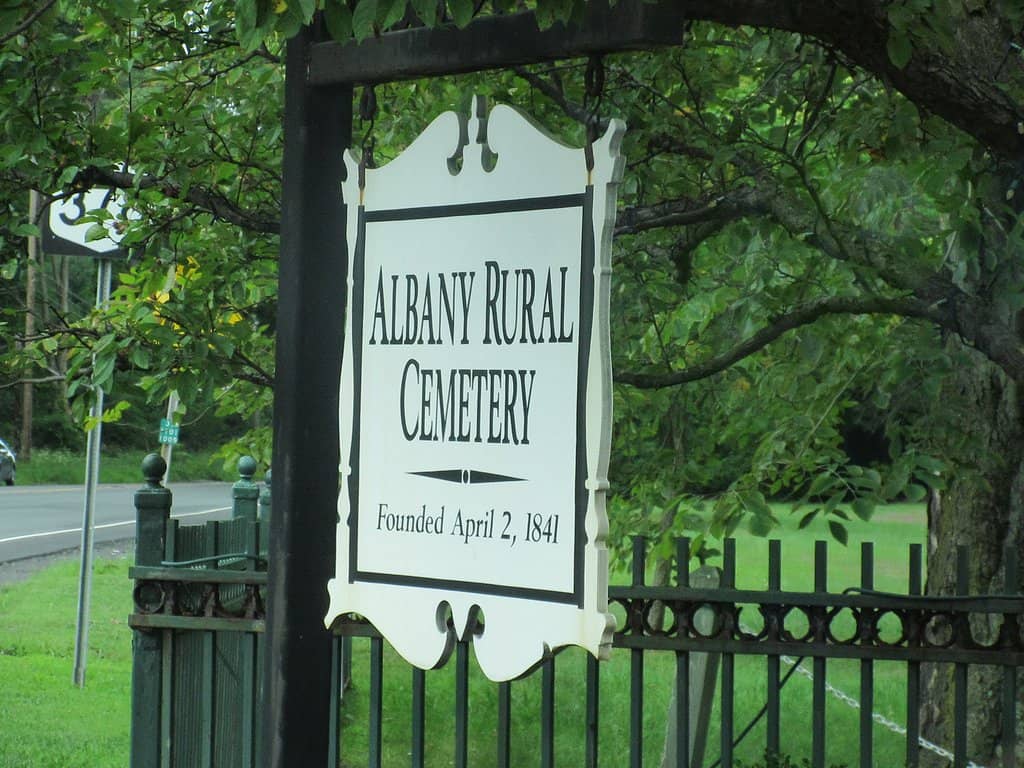 ALBANY RURAL
CEMETERY
Founded April 2, 1841